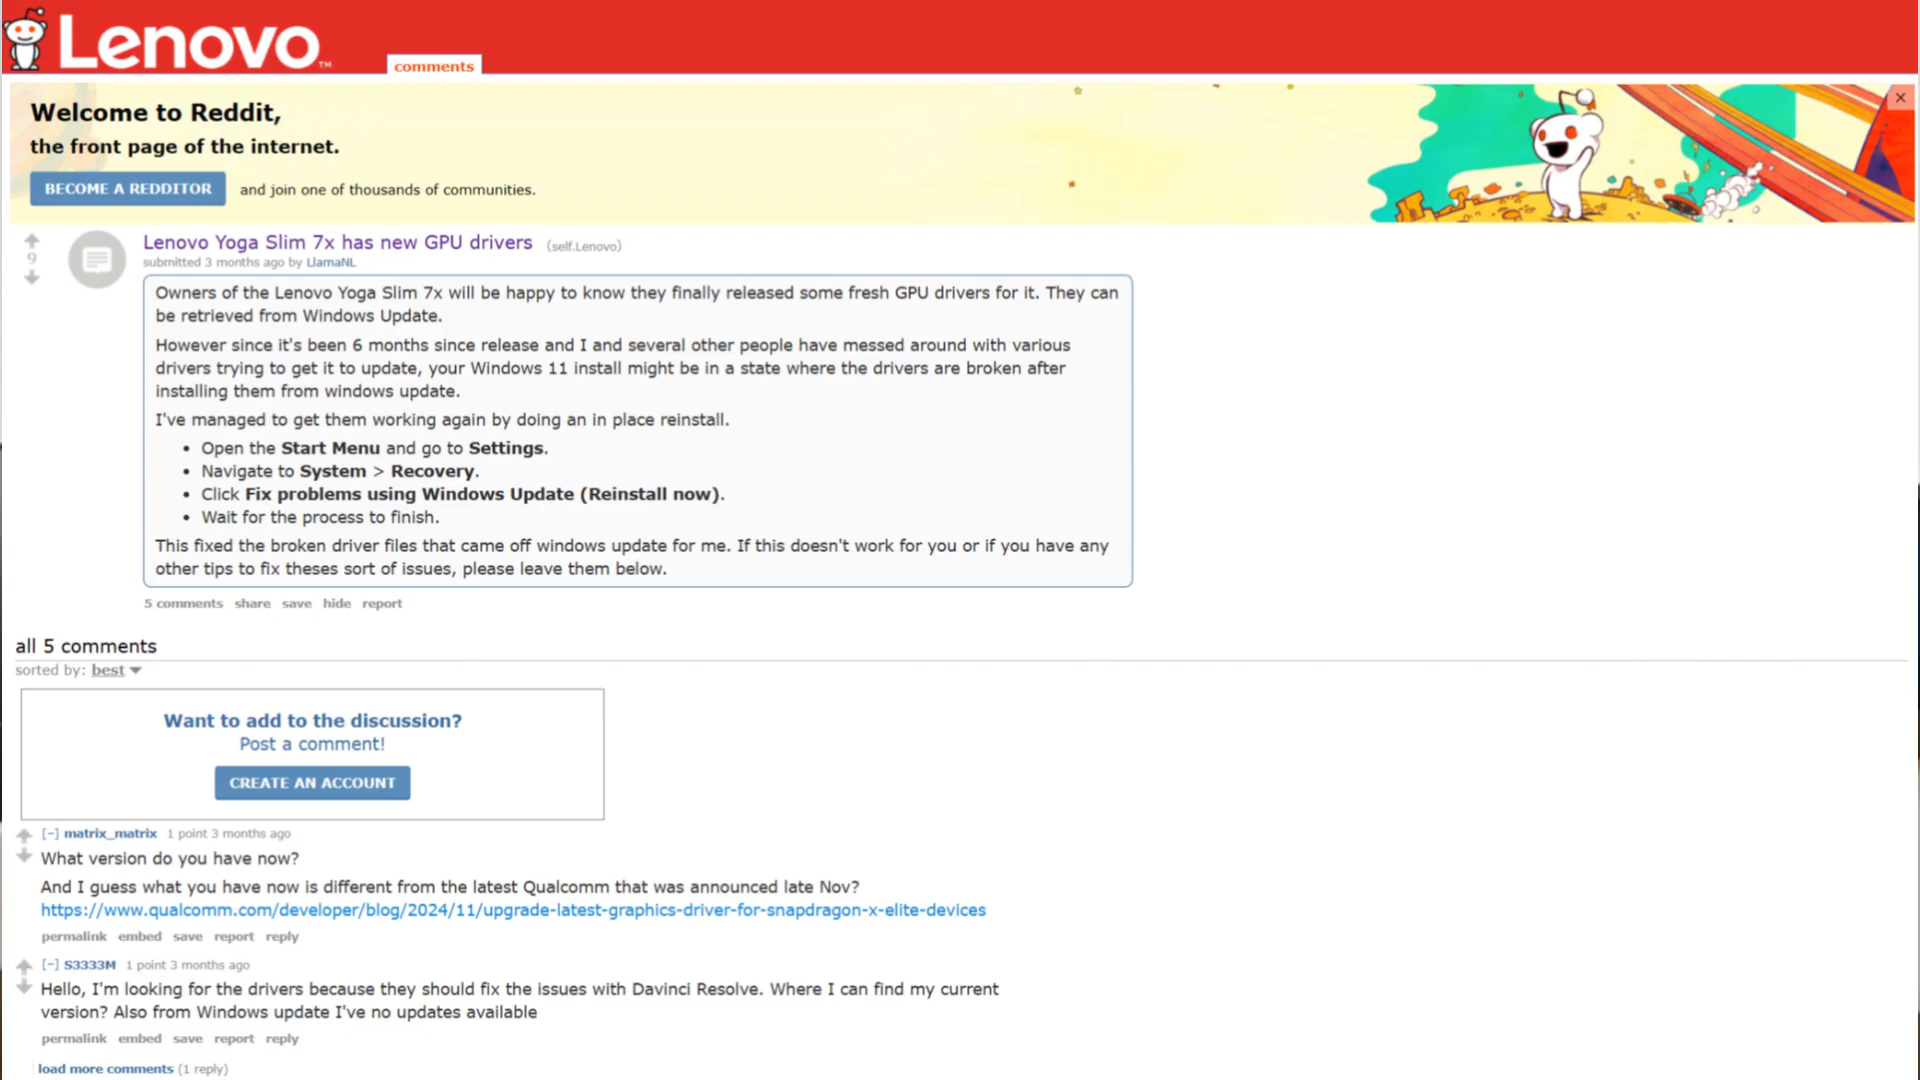 Lenovo™
comments
Welcome to Reddit,
the front page of the internet.
BECOME A REDDITOR and join one of thousands of communities.
×
Lenovo Yoga Slim 7x has new GPU drivers (self.Lenovo)
9
submitted 3 months ago by LlamaNL
Owners of the Lenovo Yoga Slim 7x will be happy to know they finally released some fresh GPU drivers for it. They can
be retrieved from Windows Update.
However since it's been 6 months since release and I and several other people have messed around with various
drivers trying to get it to update, your Windows 11 install might be in a state where the drivers are broken after
installing them from windows update.
I've managed to get them working again by doing an in place reinstall.
• Open the Start Menu and go to Settings.
• Navigate to System > Recovery.
• Click Fix problems using Windows Update (Reinstall now).
• Wait for the process to finish.
This fixed the broken driver files that came off windows update for me. If this doesn't work for you or if you have any
other tips to fix theses sort of issues, please leave them below.
5 comments share save hide report
all 5 comments
sorted by: best
Want to add to the discussion?
Post a comment!
CREATE AN ACCOUNT
[–] matrix_matrix 1 point 3 months ago
What version do you have now?
And I guess what you have now is different from the latest Qualcomm that was announced late Nov?
https://www.qualcomm.com/developer/blog/2024/11/upgrade-latest-graphics-driver-for-snapdragon-x-elite-devices
permalink embed save report reply
[–] S3333M 1 point 3 months ago
Hello, I'm looking for the drivers because they should fix the issues with Davinci Resolve. Where I can find my current
version? Also from Windows update I've no updates available
permalink embed save report reply
load more comments (1 reply)